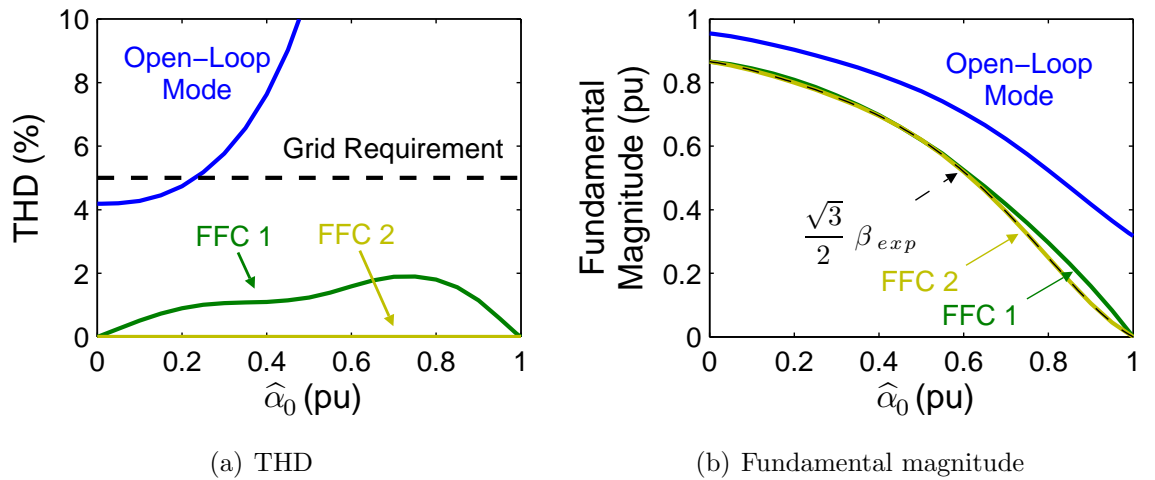 10
8
6
4
2
0
THD (%)
Open−Loop
Mode
Grid Requirement
FFC 1
FFC 2
0 0.2 0.4 0.6 0.8 1
α̂₀ (pu)
(a) THD
1
0.8
0.6
0.4
0.2
0
Fundamental
Magnitude (pu)
Open−Loop
Mode
√3/2 β exp
FFC 2
FFC 1
0 0.2 0.4 0.6 0.8 1
α̂₀ (pu)
(b) Fundamental magnitude